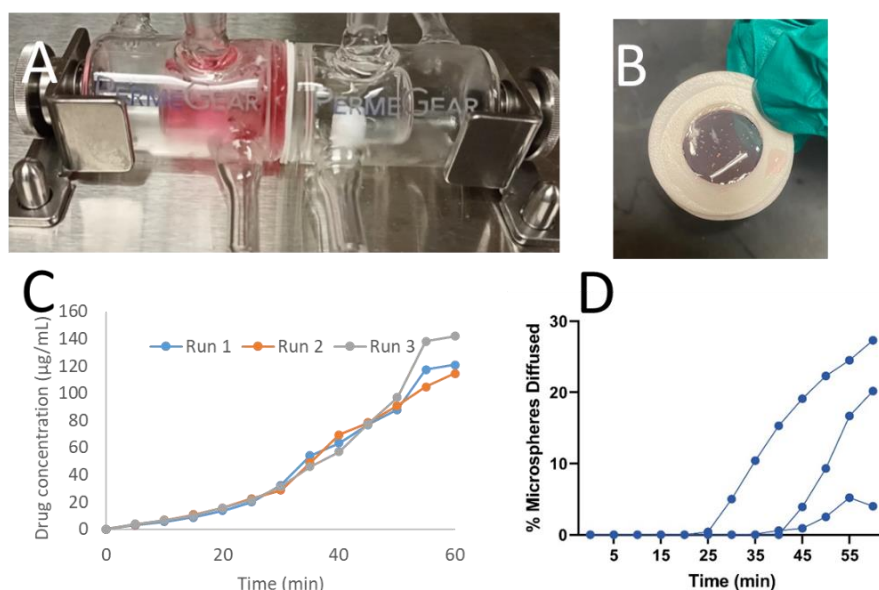 A
PERMEGEAR
PERMEGEAR
B
C
Drug concentration (µg/mL)
160
140
120
100
80
60
40
20
0
Run 1
Run 2
Run 3
0
20
40
60
Time (min)
D
% Microspheres Diffused
30
20
10
0
5
15
25
35
45
55
Time (min)